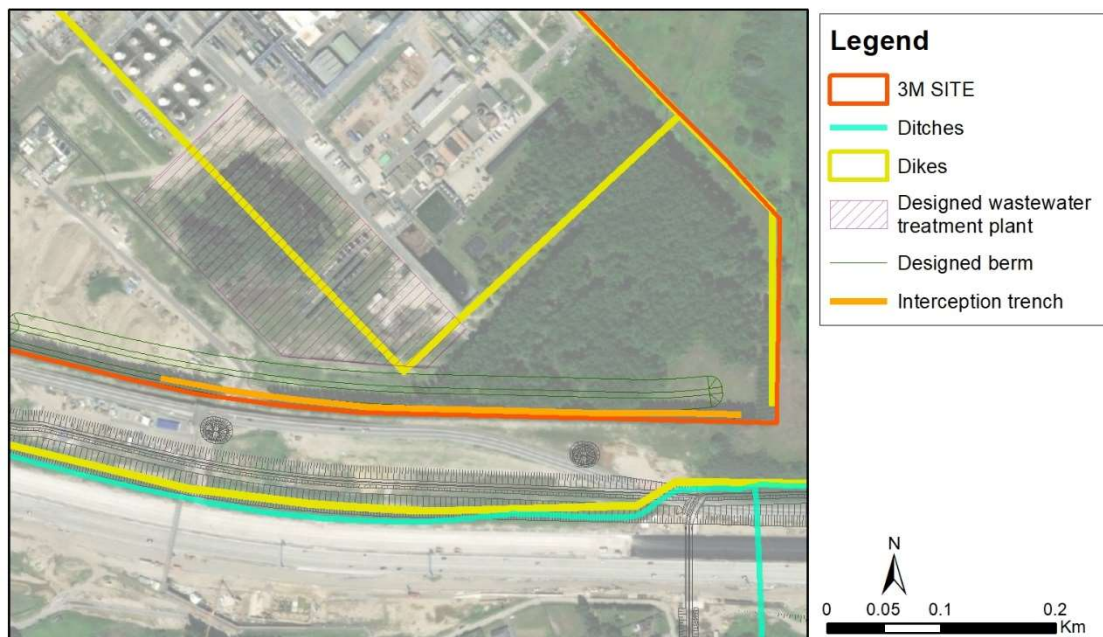 Legend
3M SITE
Ditches
Dikes
Designed wastewater
treatment plant
Designed berm
Interception trench
N
0 0.05 0.1 0.2
Km